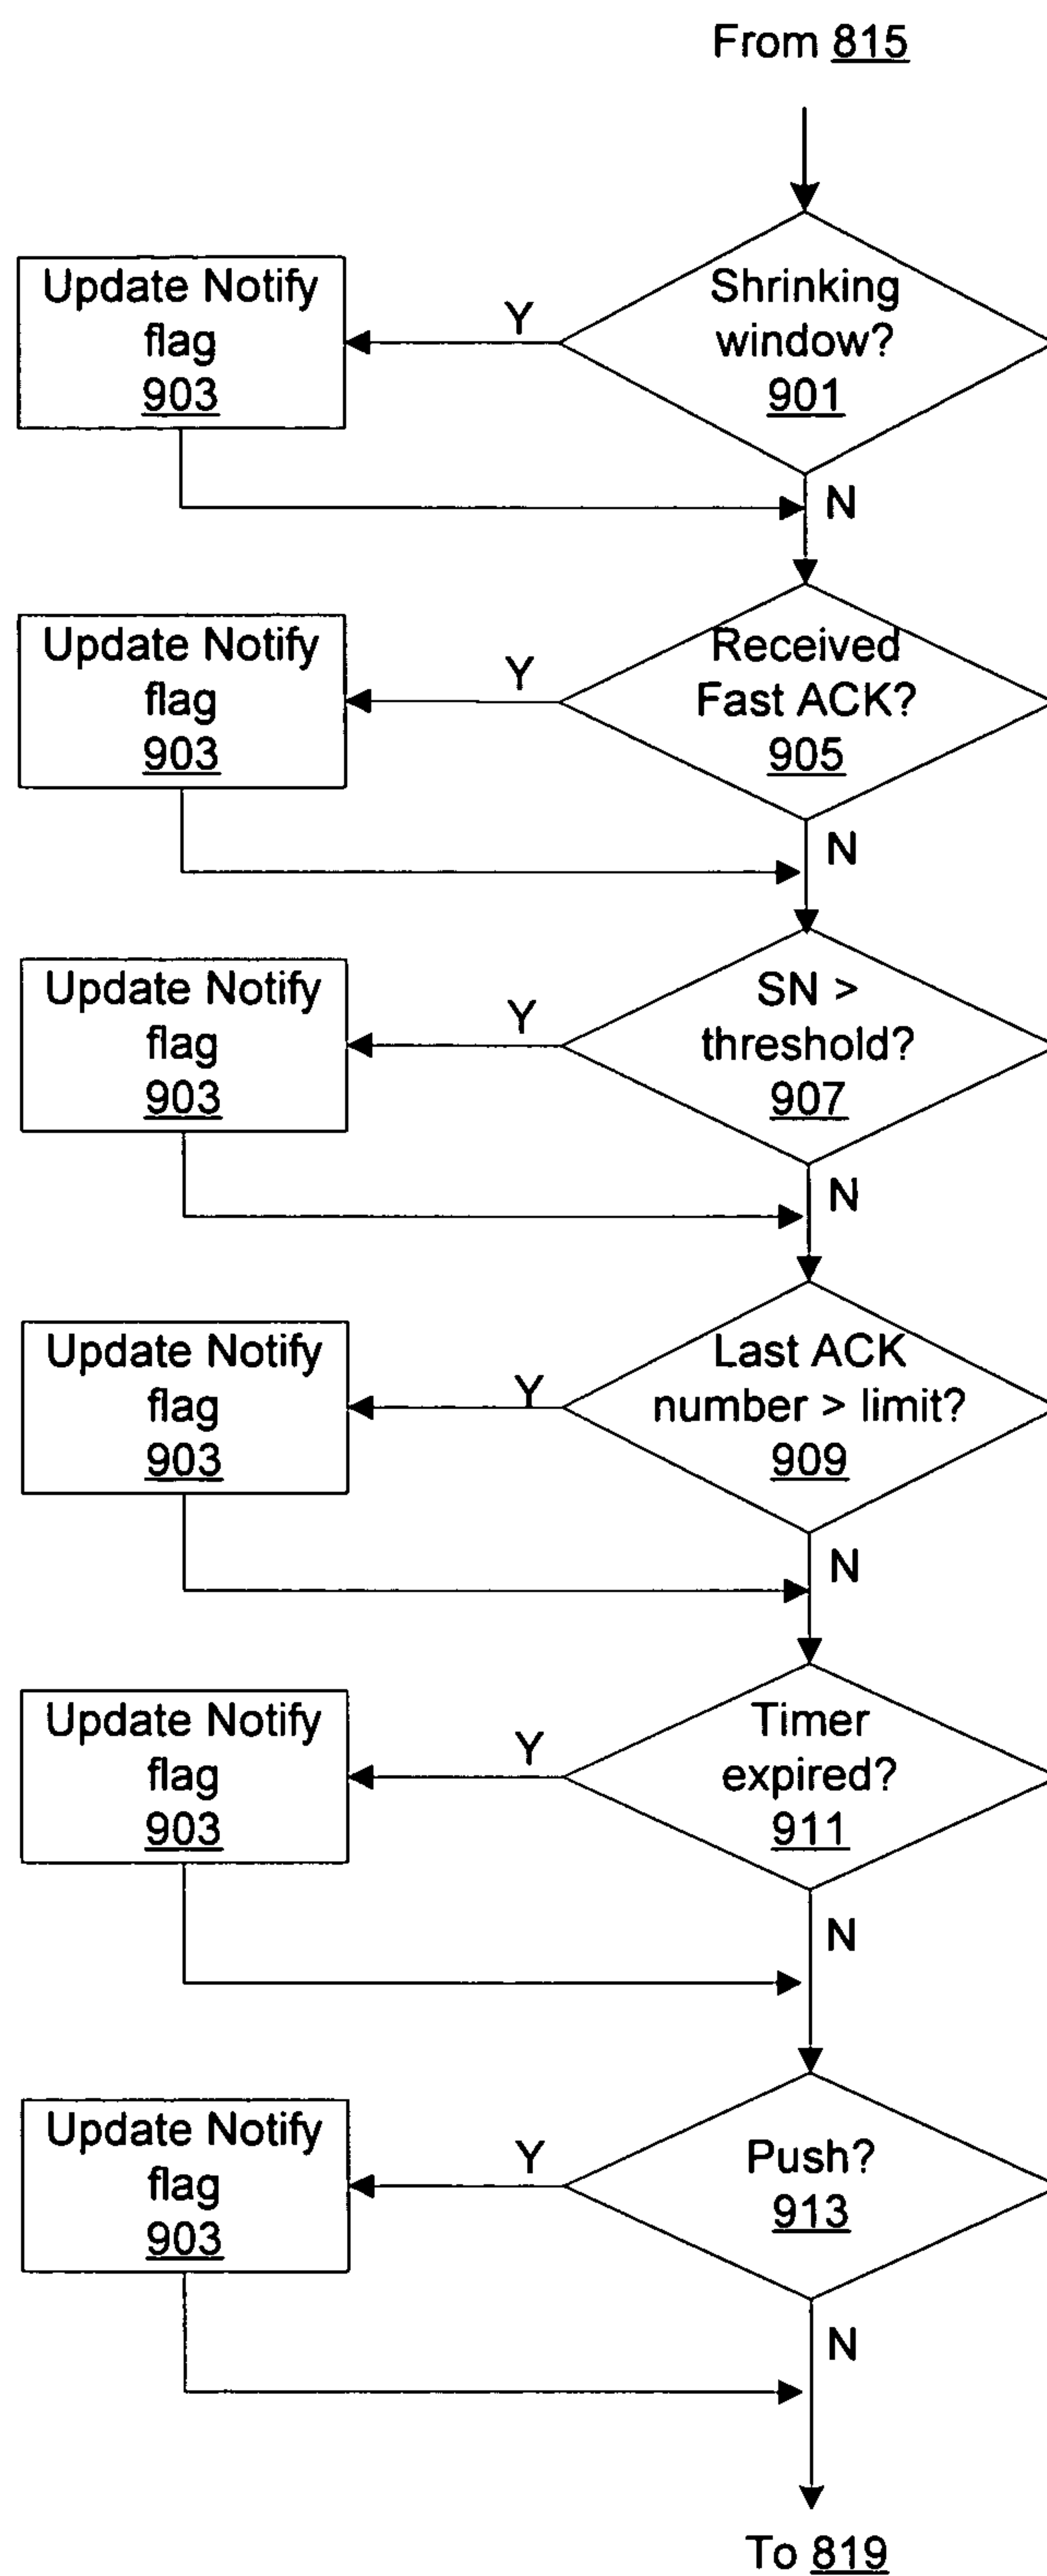 From 815
Shrinking
window?
901
Y
Update Notify
flag
903
N
Received
Fast ACK?
905
Y
Update Notify
flag
903
N
SN >
threshold?
907
Y
Update Notify
flag
903
N
Last ACK
number > limit?
909
Y
Update Notify
flag
903
N
Timer
expired?
911
Y
Update Notify
flag
903
N
Push?
913
Y
Update Notify
flag
903
N
To 819